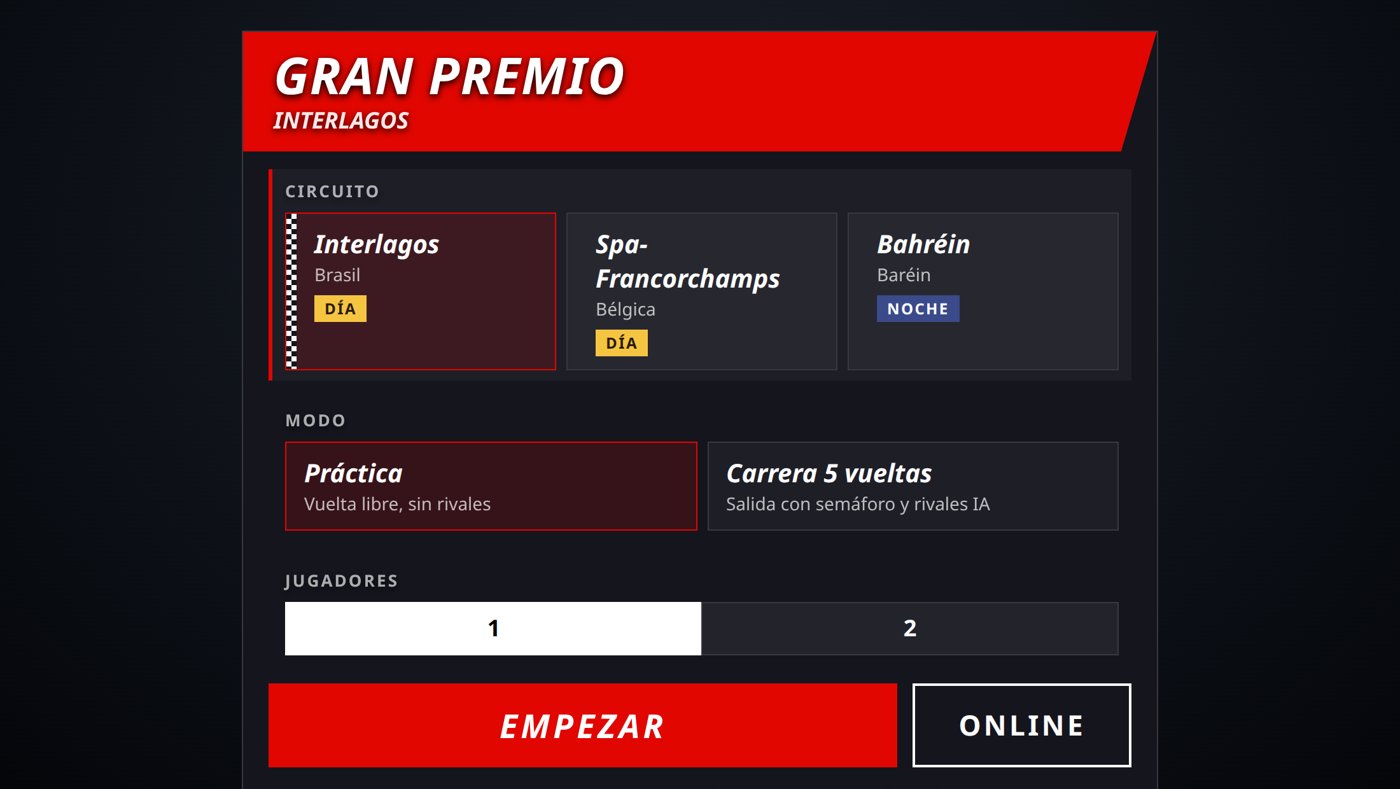 GRAN PREMIO
INTERLAGOS
CIRCUITO
Interlagos
Brasil
DÍA
Spa-
Francorchamps
Bélgica
DÍA
Bahréin
Baréin
NOCHE
MODO
Práctica
Vuelta libre, sin rivales
Carrera 5 vueltas
Salida con semáforo y rivales IA
JUGADORES
1
2
EMPEZAR
ONLINE